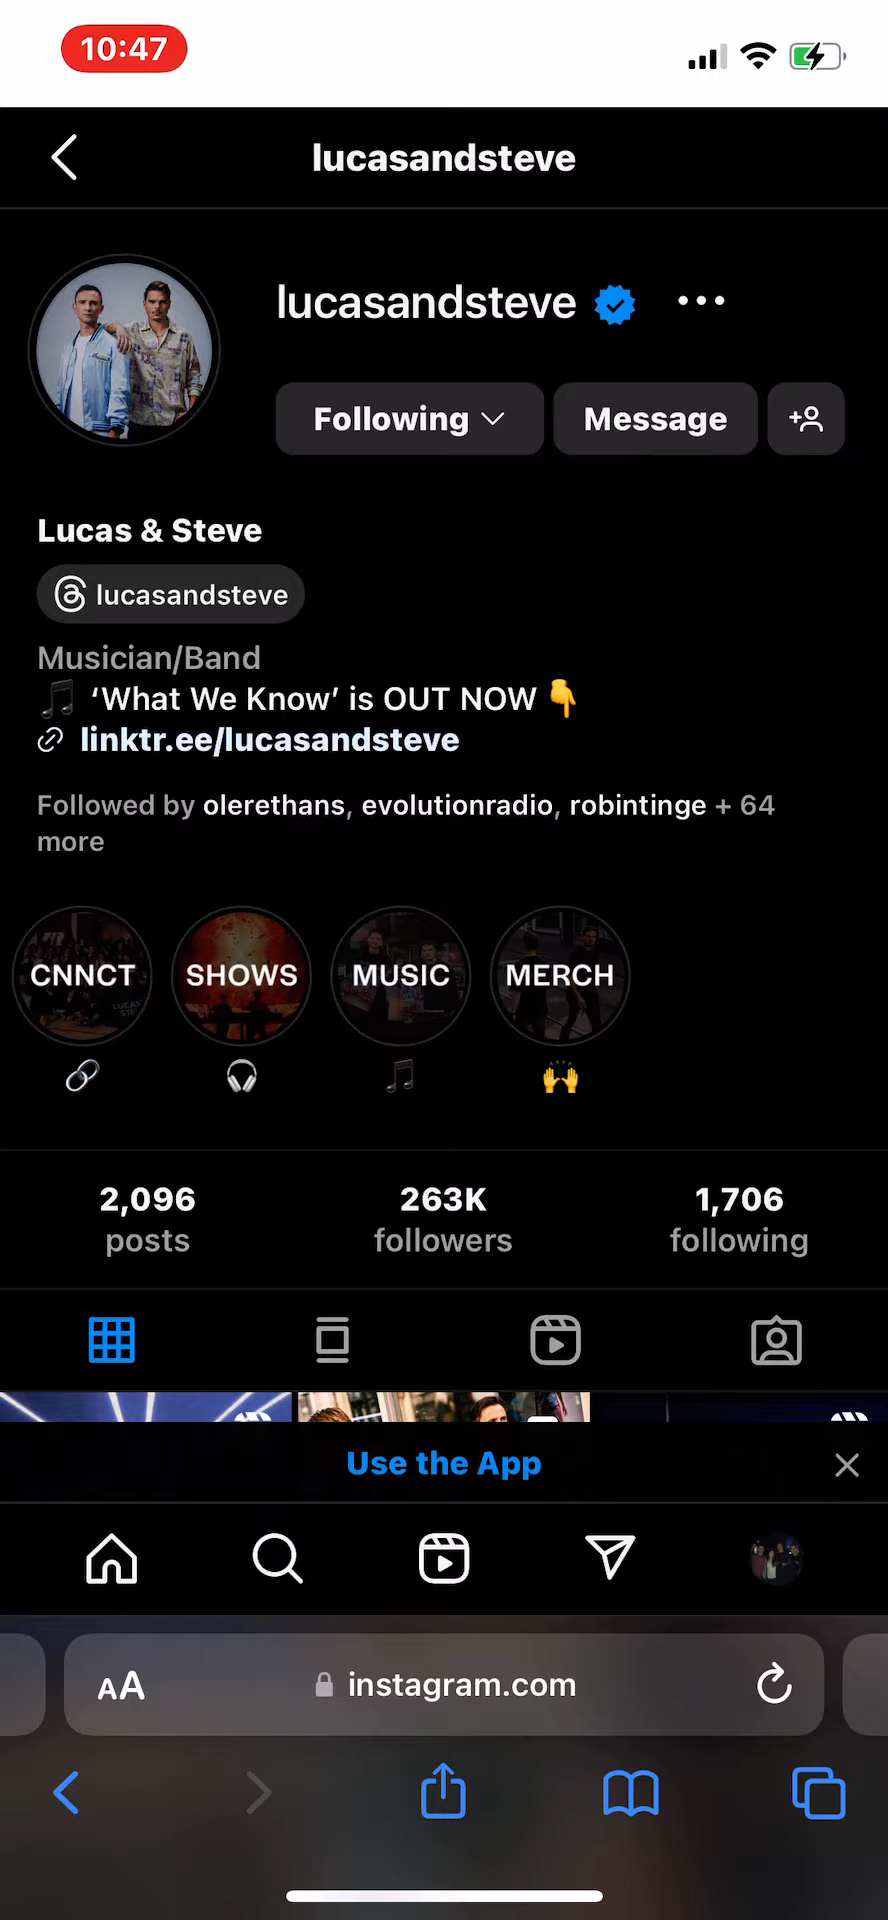 10:47
lucasandsteve
lucasandsteve
Following
Message
Lucas & Steve
lucasandsteve
Musician/Band
🎵 ‘What We Know’ is OUT NOW 👇
linktr.ee/lucasandsteve
Followed by olerethans, evolutionradio, robintinge + 64
more
CNNCT SHOWS MUSIC MERCH
2,096 263K 1,706
posts followers following
Use the App
AA instagram.com